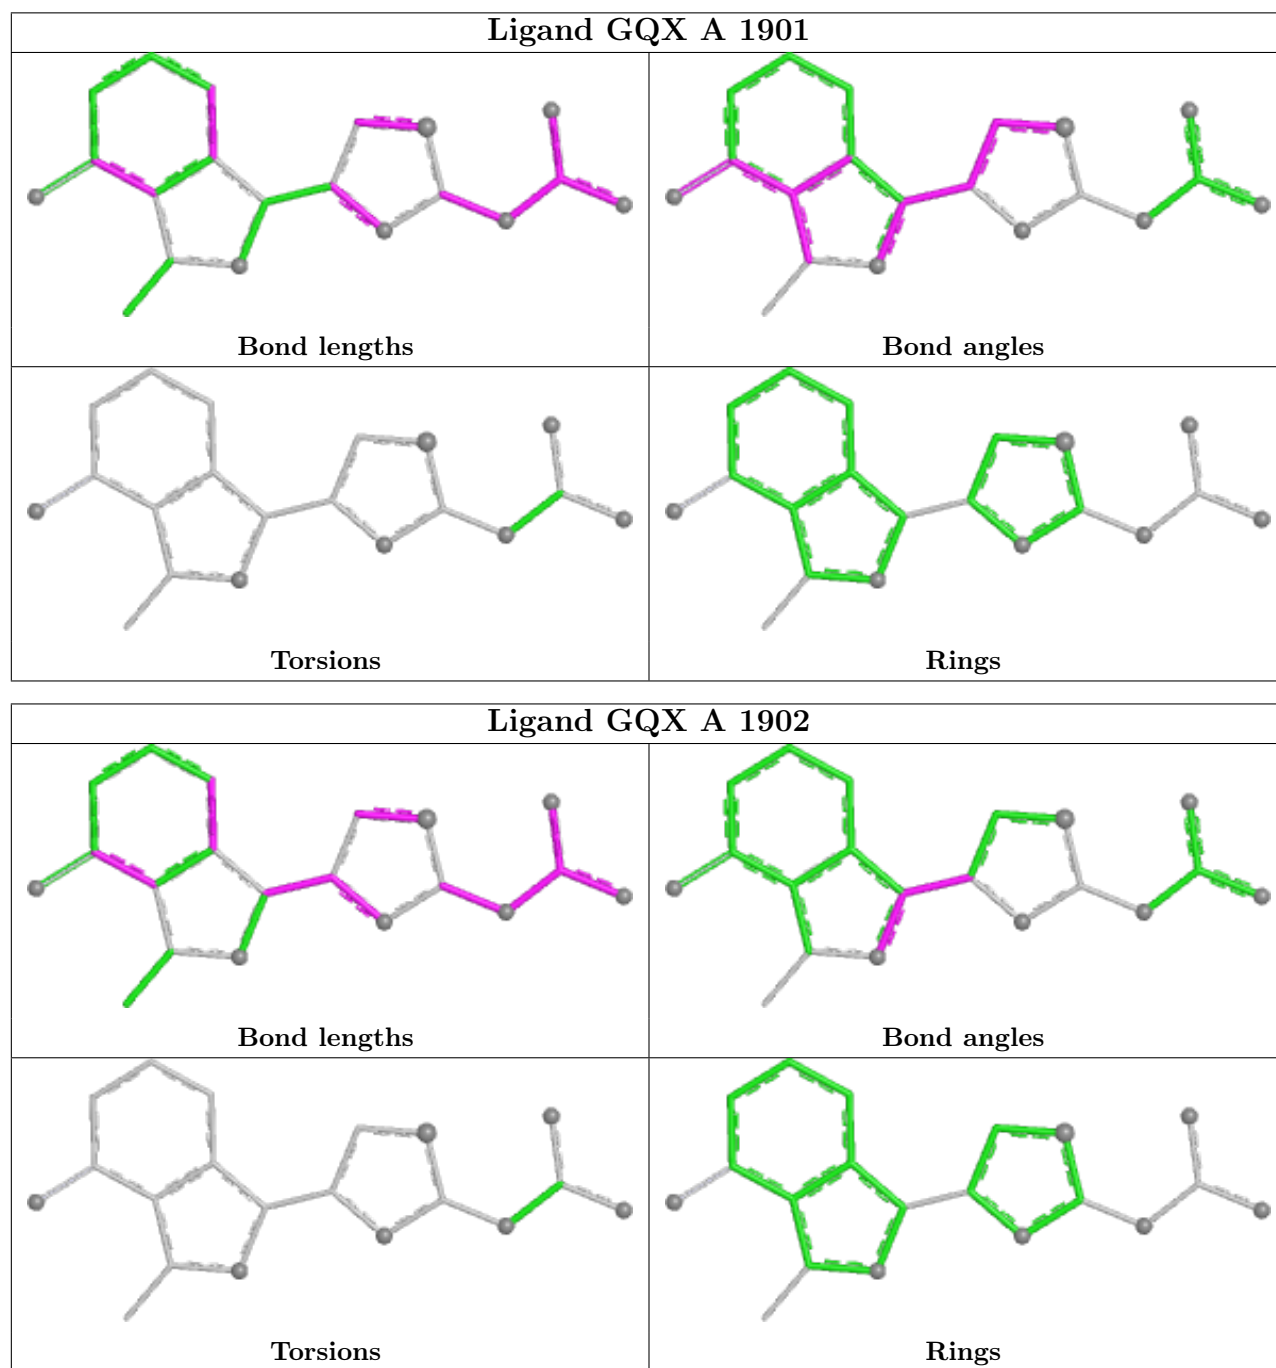 Ligand GQX A 1901
Bond lengths
Bond angles
Torsions
Rings
Ligand GQX A 1902
Bond lengths
Bond angles
Torsions
Rings